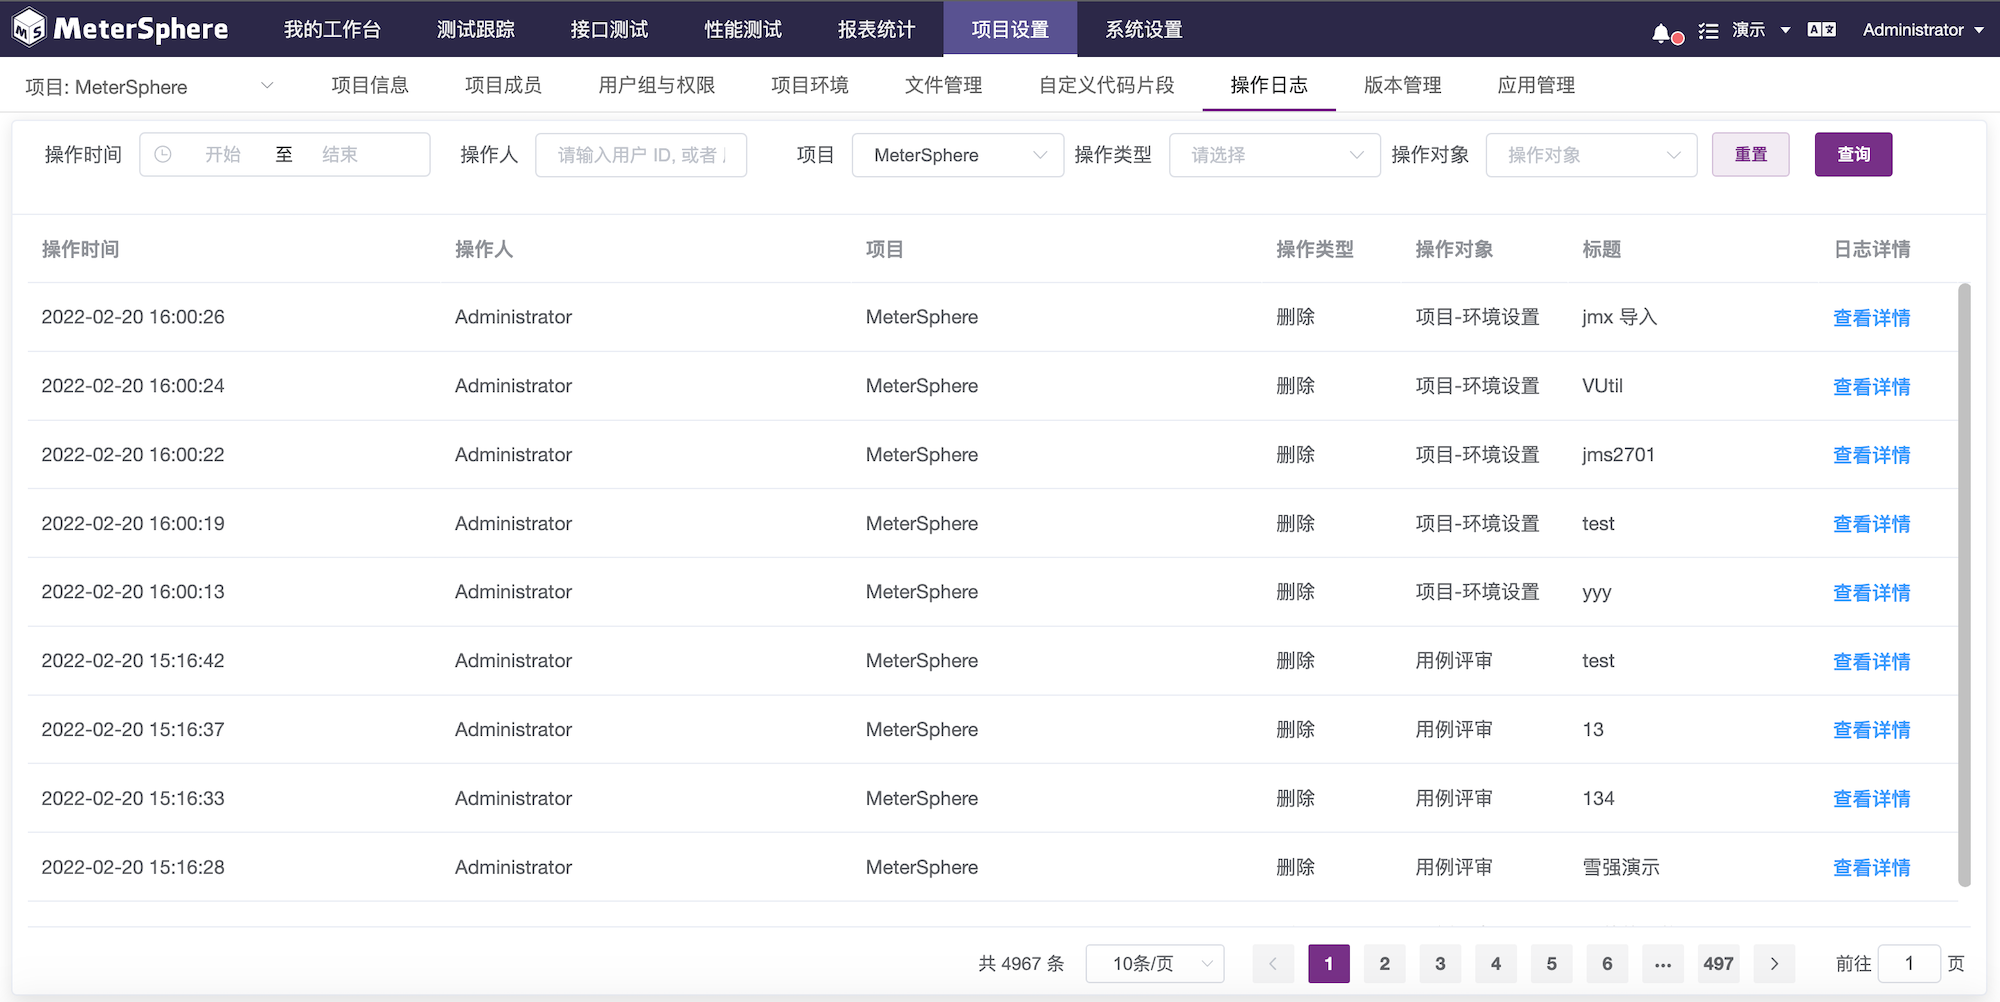 MeterSphere 我的工作台 测试跟踪 接口测试 性能测试 报表统计 项目设置 系统设置 演示 Administrator
项目: MeterSphere 项目信息 项目成员 用户组与权限 项目环境 文件管理 自定义代码片段 操作日志 版本管理 应用管理
操作时间 开始 至 结束 操作人 请输入用户 ID, 或者 项目 MeterSphere 操作类型 请选择 操作对象 操作对象 重置 查询
操作时间 操作人 项目 操作类型 操作对象 标题 日志详情
2022-02-20 16:00:26 Administrator MeterSphere 删除 项目-环境设置 jmx 导入 查看详情
2022-02-20 16:00:24 Administrator MeterSphere 删除 项目-环境设置 VUtil 查看详情
2022-02-20 16:00:22 Administrator MeterSphere 删除 项目-环境设置 jms2701 查看详情
2022-02-20 16:00:19 Administrator MeterSphere 删除 项目-环境设置 test 查看详情
2022-02-20 16:00:13 Administrator MeterSphere 删除 项目-环境设置 yyy 查看详情
2022-02-20 15:16:42 Administrator MeterSphere 删除 用例评审 test 查看详情
2022-02-20 15:16:37 Administrator MeterSphere 删除 用例评审 13 查看详情
2022-02-20 15:16:33 Administrator MeterSphere 删除 用例评审 134 查看详情
2022-02-20 15:16:28 Administrator MeterSphere 删除 用例评审 雪强演示 查看详情
共 4967 条 10条/页 1 2 3 4 5 6 ... 497 前往 1 页